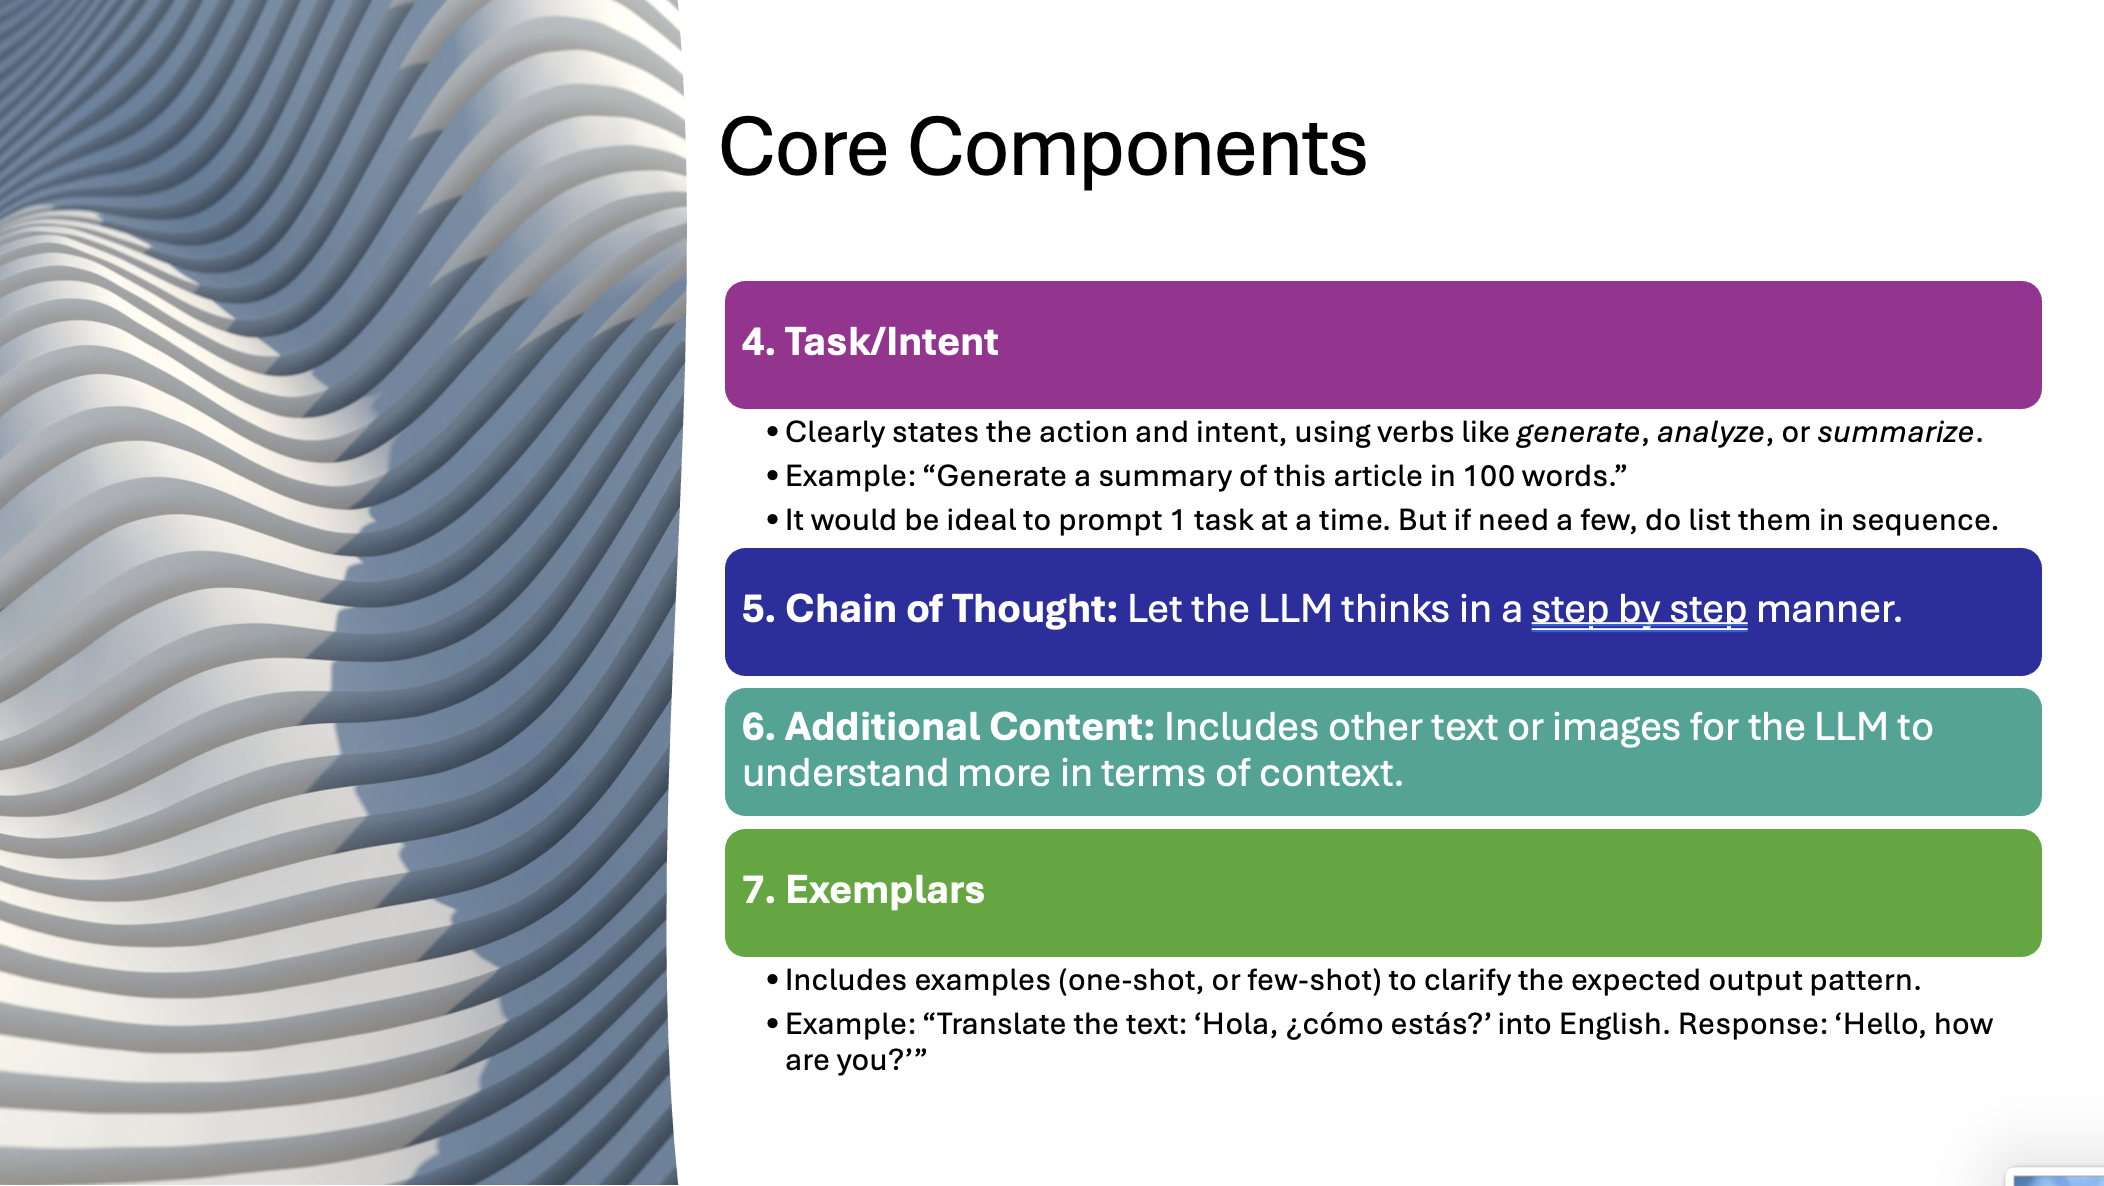 Core Components
4. Task/Intent
• Clearly states the action and intent, using verbs like generate, analyze, or summarize.
• Example: “Generate a summary of this article in 100 words.”
• It would be ideal to prompt 1 task at a time. But if need a few, do list them in sequence.
5. Chain of Thought: Let the LLM thinks in a step by step manner.
6. Additional Content: Includes other text or images for the LLM to
understand more in terms of context.
7. Exemplars
• Includes examples (one-shot, or few-shot) to clarify the expected output pattern.
• Example: “Translate the text: ‘Hola, ¿cómo estás?’ into English. Response: ‘Hello, how
are you?’”